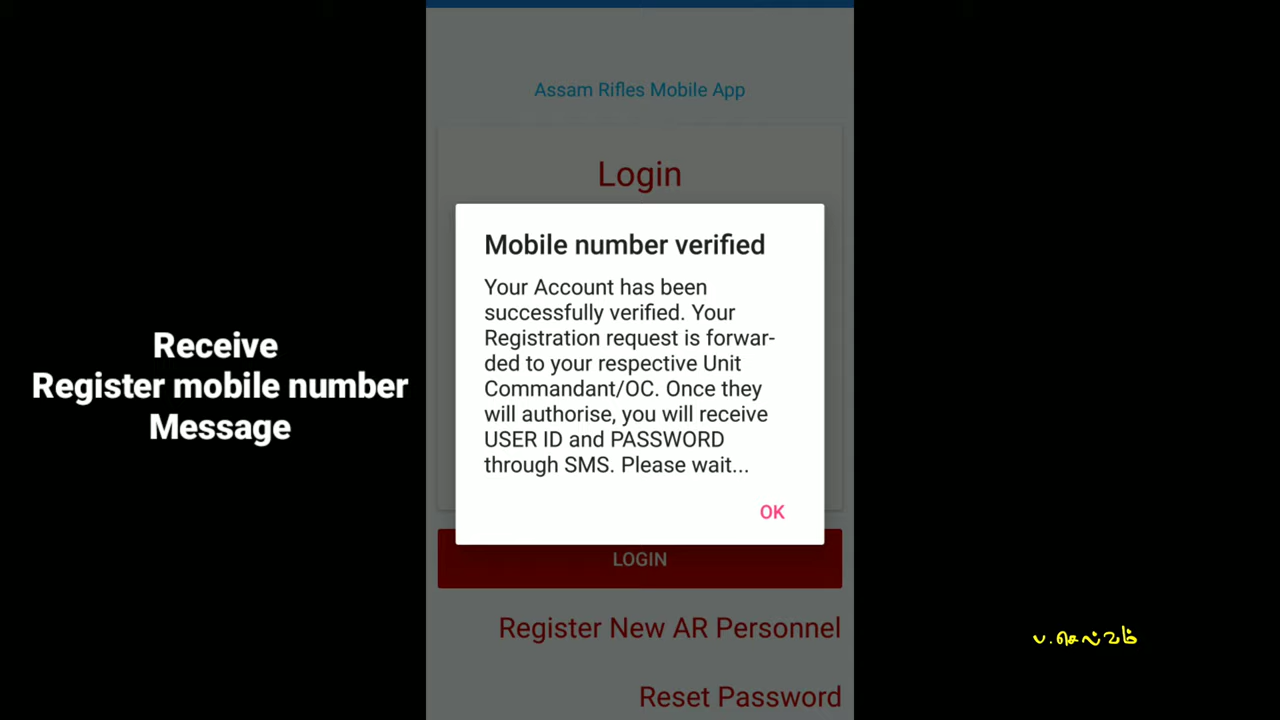 Assam Rifles Mobile App
Login
Mobile number verified
Your Account has been
successfully verified. Your
Registration request is forwar-
ded to your respective Unit
Commandant/OC. Once they
will authorise, you will receive
USER ID and PASSWORD
through SMS. Please wait...
OK
LOGIN
Register New AR Personnel
Reset Password
Receive
Register mobile number
Message
ப.செல்வம்